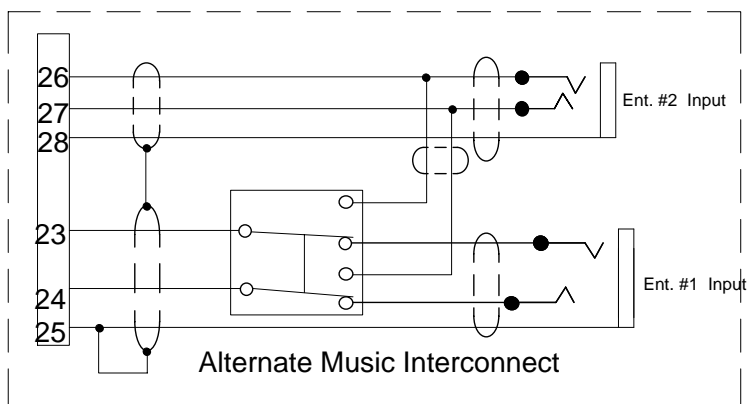 26
27
28
Ent. #2 Input
23
24
25
Ent. #1 Input
Alternate Music Interconnect